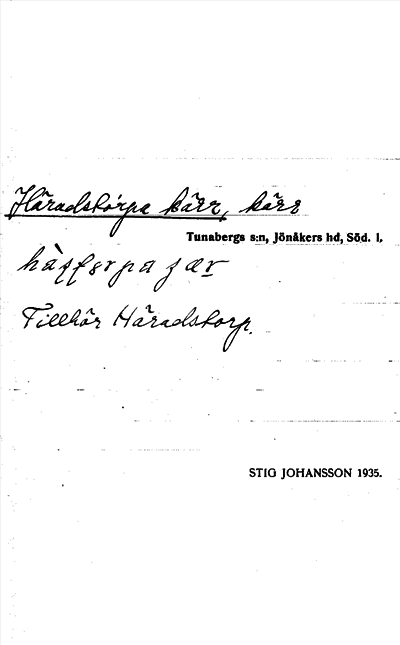 Häradstorpa kärr, kärr
Tunabergs s:n, Jönåkers hd, Söd. l.
Tillhör Häradstorp.
STIG JOHANSSON 1935.